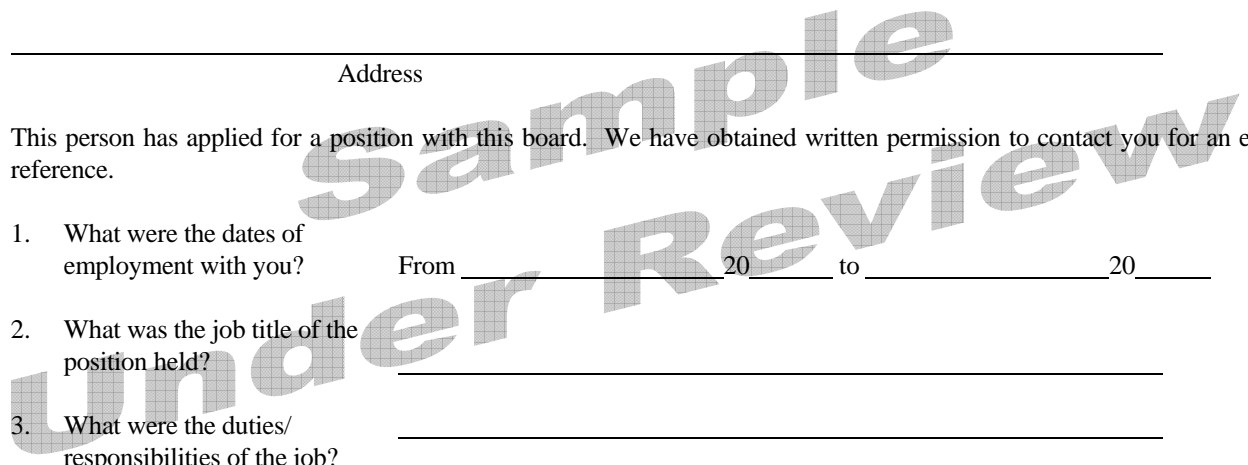 Address
This person has applied for a position with this board. We have obtained written permission to contact you for an
reference.
1. What were the dates of
employment with you? From 20 to 20
2. What was the job title of the
position held?
3. What were the duties/
responsibilities of the job?
Sample
Under Review